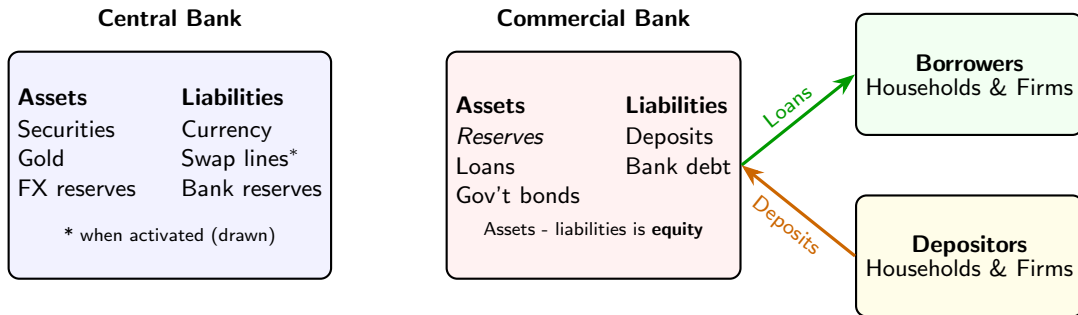 Central Bank
Assets Liabilities
Securities Currency
Gold Swap lines*
FX reserves Bank reserves
* when activated (drawn)
Commercial Bank
Assets Liabilities
Reserves Deposits
Loans Bank debt
Gov't bonds
Assets - liabilities is equity
Loans
Deposits
Borrowers
Households & Firms
Depositors
Households & Firms